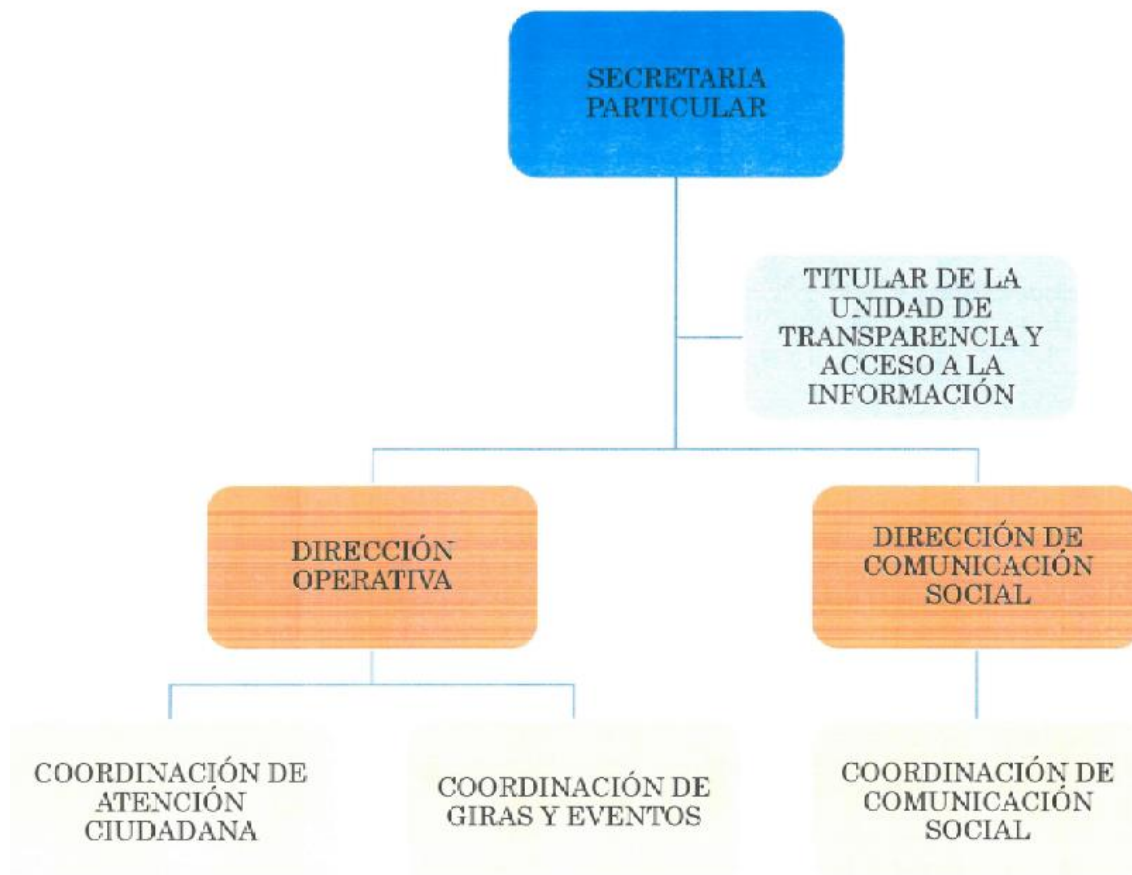 SECRETARIA
PARTICULAR
TITULAR DE LA
UNIDAD DE
TRANSPARENCIA Y
ACCESO A LA
INFORMACIÓN
DIRECCIÓN
OPERATIVA
DIRECCIÓN DE
COMUNICACIÓN
SOCIAL
COORDINACIÓN DE
ATENCIÓN
CIUDADANA
COORDINACIÓN DE
GIRAS Y EVENTOS
COORDINACIÓN DE
COMUNICACIÓN
SOCIAL